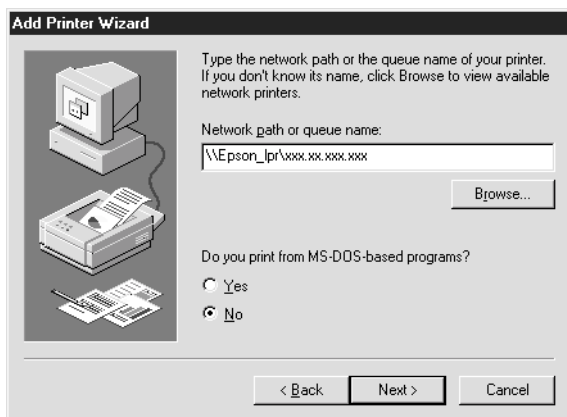 Add Printer Wizard
Type the network path or the queue name of your printer.
If you don't know its name, click Browse to view available
network printers.
Network path or queue name:
\\Epson_lpr\xxx.xx.xxx.xxx
Browse...
Do you print from MS-DOS-based programs?
Yes
No
< Back
Next >
Cancel